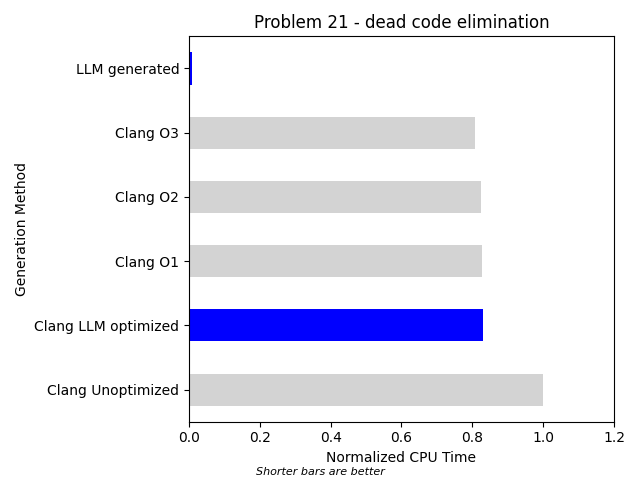 Problem 21 - dead code elimination
LLM generated
Clang O3
Clang O2
Clang O1
Clang LLM optimized
Clang Unoptimized
Generation Method
0.0 0.2 0.4 0.6 0.8 1.0 1.2
Normalized CPU Time
Shorter bars are better